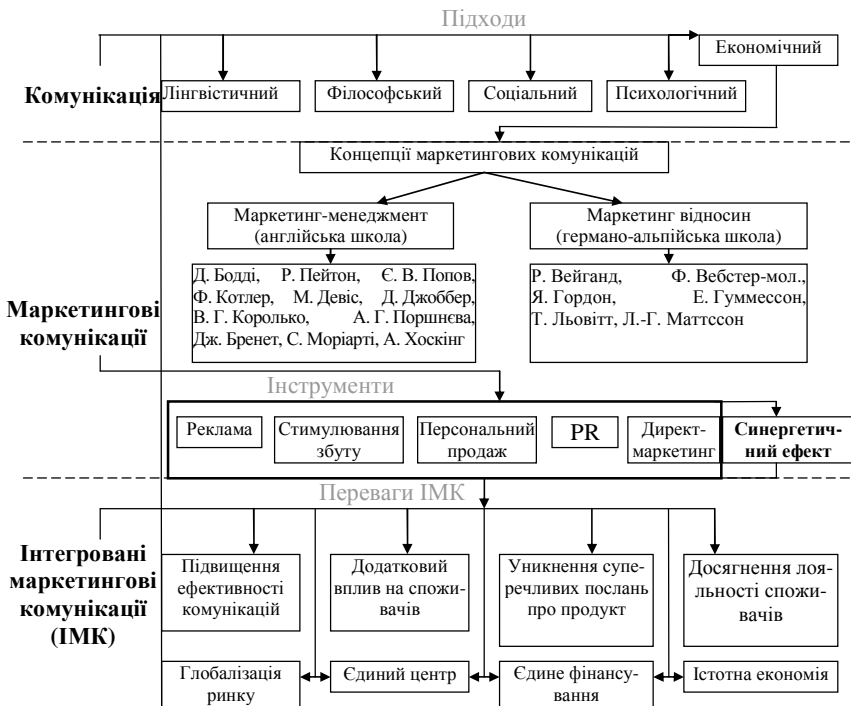 Підходи
Економічний
Комунікація
Лінгвістичний
Філософський
Соціальний
Психологічний
Концепції маркетингових комунікацій
Маркетинг-менеджмент
(англійська школа)
Маркетинг відносин
(германо-альпійська школа)
Д. Бодді, Р. Пейтон, Є. В. Попов,
Ф. Котлер, М. Девіс, Д. Джоббер,
В. Г. Королько, А. Г. Поршнєва,
Дж. Бренет, С. Моріарті, А. Хоскінг
Р. Вейганд, Ф. Вебстер-мол.,
Я. Гордон, Е. Гуммессон,
Т. Льовітт, Л.-Г. Маттссон
Маркетингові
комунікації
Інструменти
Реклама
Стимулювання
збуту
Персональний
продаж
PR
Директ-
маркетинг
Синергетич-
ний ефект
Переваги ІМК
Інтегровані
маркетингові
комунікації
(ІМК)
Підвищення
ефективності
комунікацій
Додатковий
вплив на спожи-
вачів
Уникнення супе-
речливих послань
про продукт
Досягнення лоя-
льності спожи-
вачів
Глобалізація
ринку
Єдиний центр
Єдине фінансу-
вання
Істотна економія